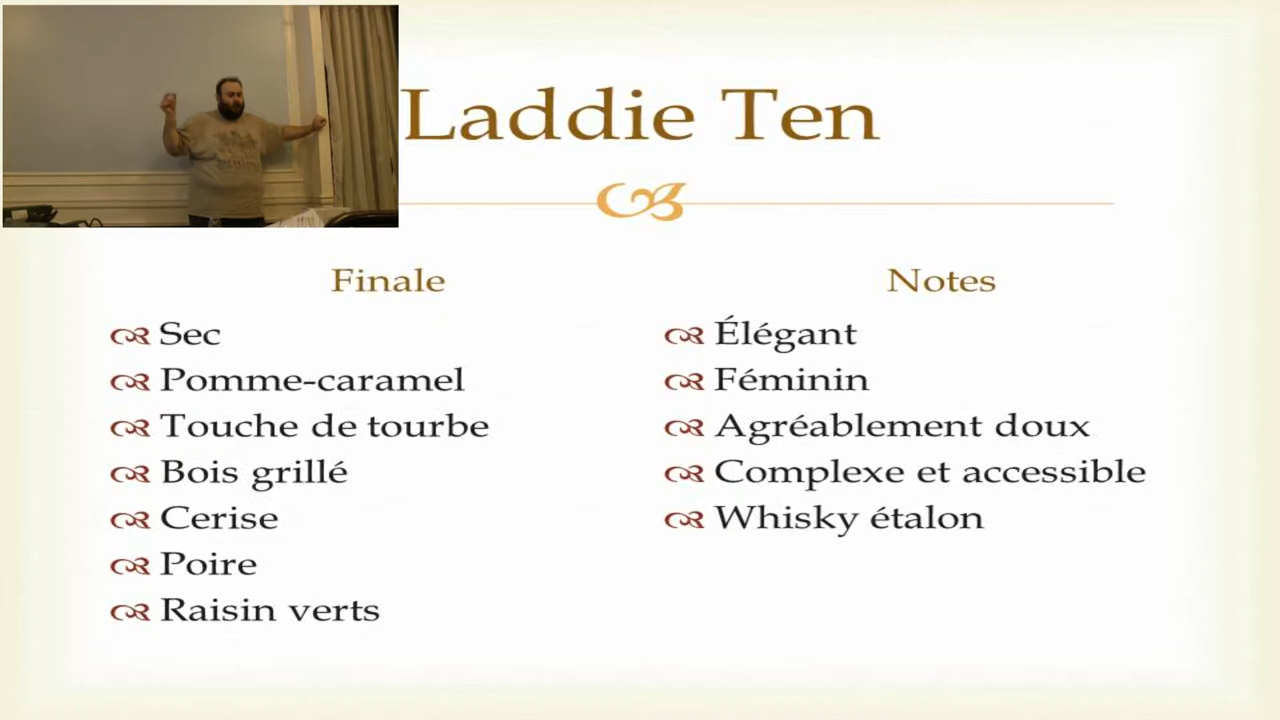 Laddie Ten
Finale
Sec
Pomme-caramel
Touche de tourbe
Bois grillé
Cerise
Poire
Raisin verts
Notes
Élégant
Féminin
Agréablement doux
Complexe et accessible
Whisky étalon